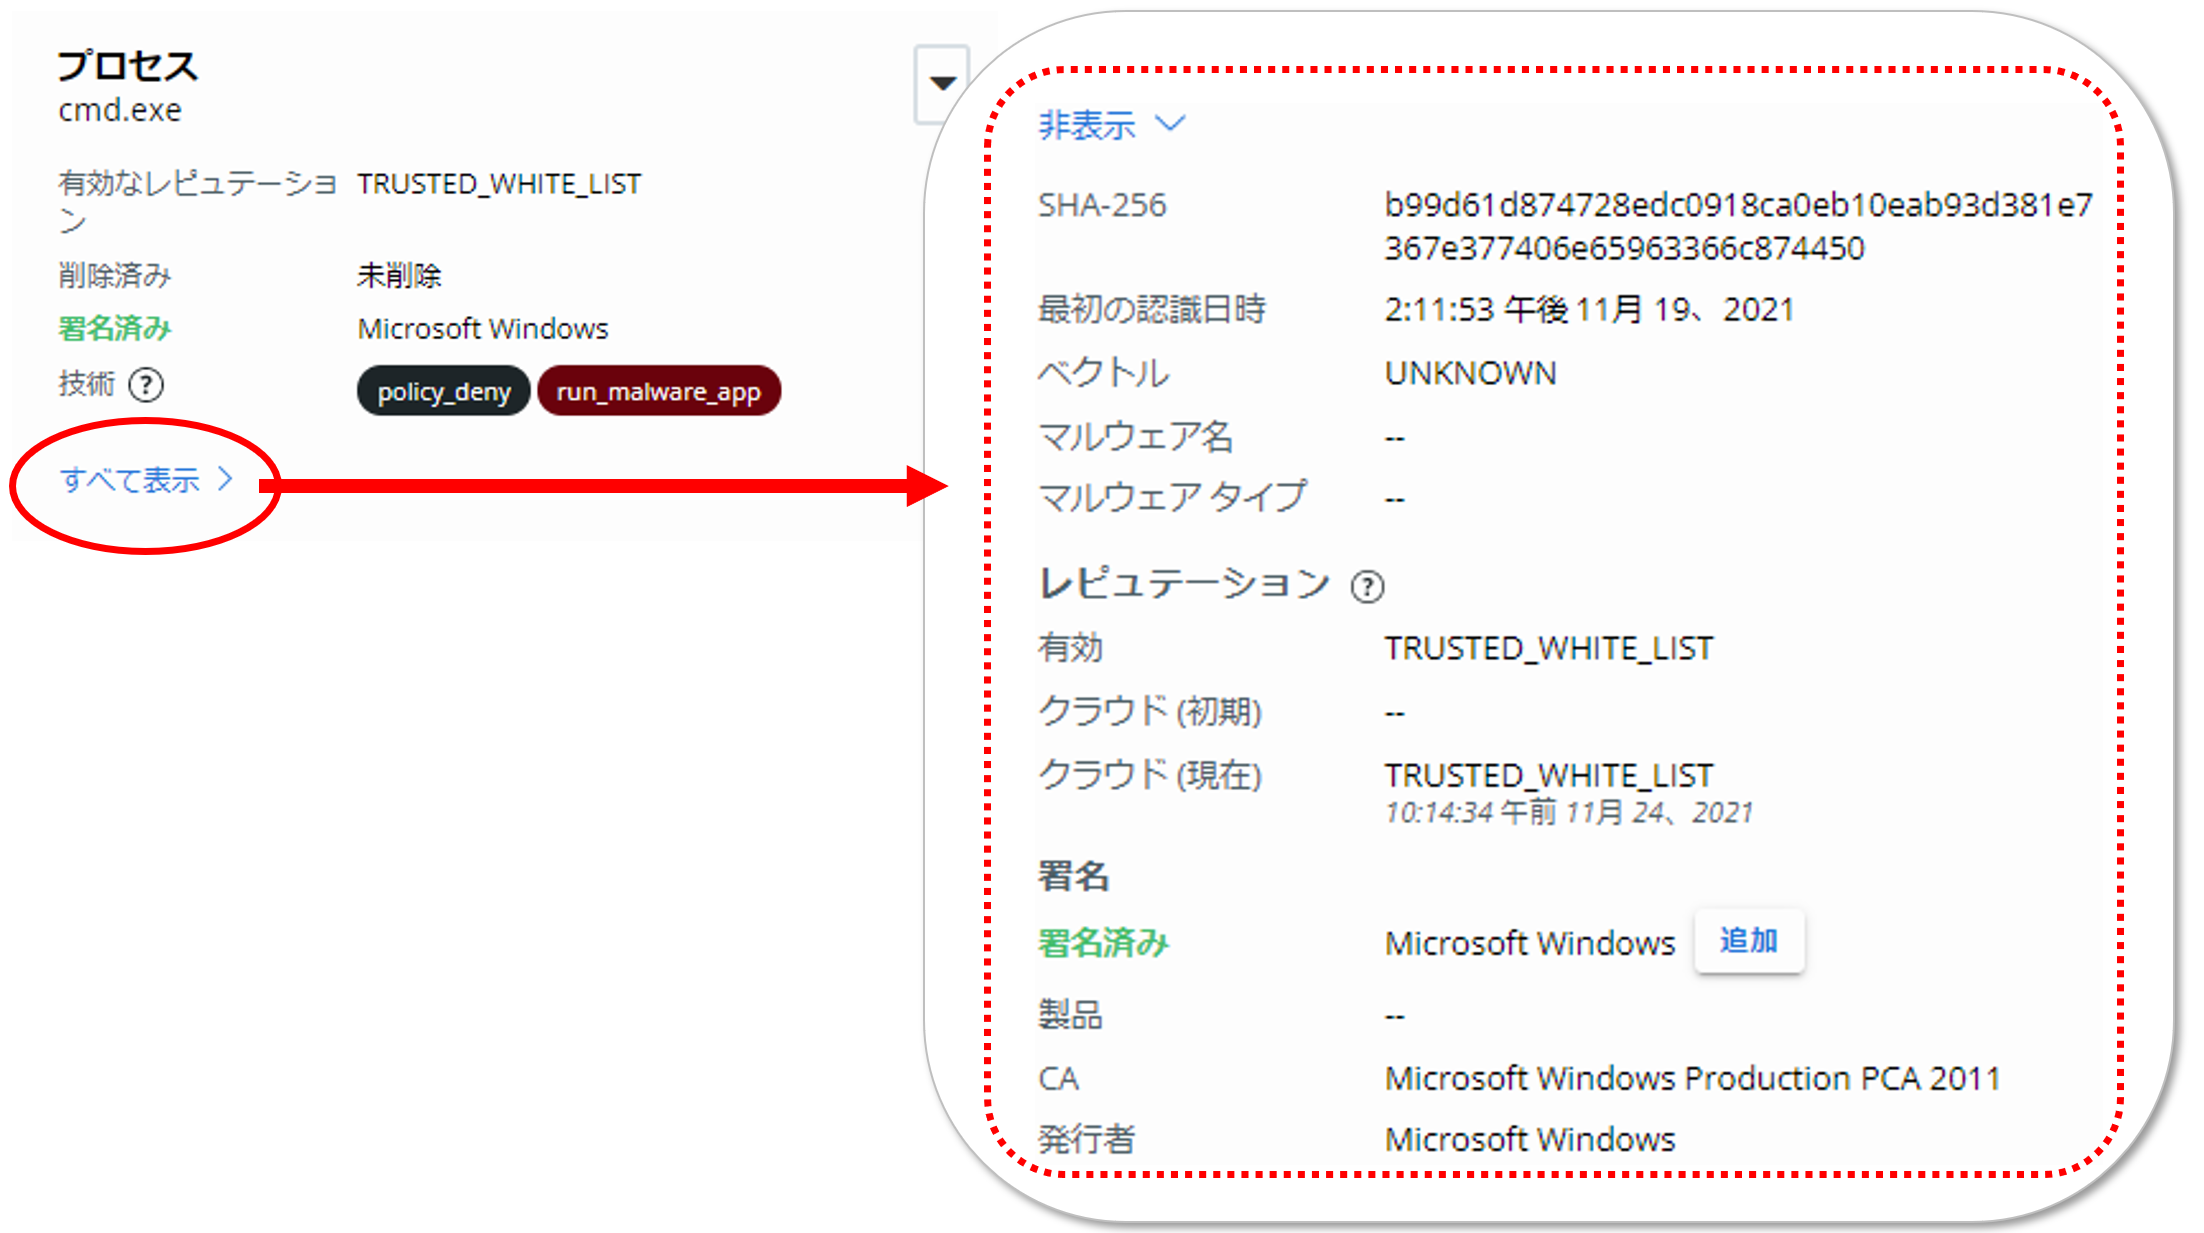 プロセス
cmd.exe
有効なレピュテーショ
ン
TRUSTED_WHITE_LIST
削除済み 未削除
署名済み Microsoft Windows
技術 ? policy_deny run_malware_app
すべて表示 >
非表示
SHA-256 b99d61d874728edc0918ca0eb10eab93d381e7
367e377406e65963366c874450
最初の認識日時 2:11:53 午後 11月 19、2021
ベクトル UNKNOWN
マルウェア名 --
マルウェア タイプ --
レピュテーション ?
有効 TRUSTED_WHITE_LIST
クラウド (初期) --
クラウド (現在) TRUSTED_WHITE_LIST
10:14:34 午前 11月 24、2021
署名
署名済み Microsoft Windows 追加
製品 --
CA Microsoft Windows Production PCA 2011
発行者 Microsoft Windows